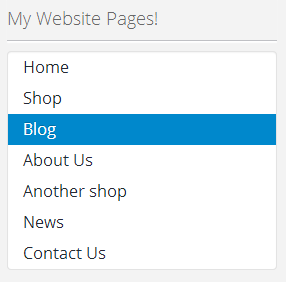 My Website Pages!
Home
Shop
Blog
About Us
Another shop
News
Contact Us